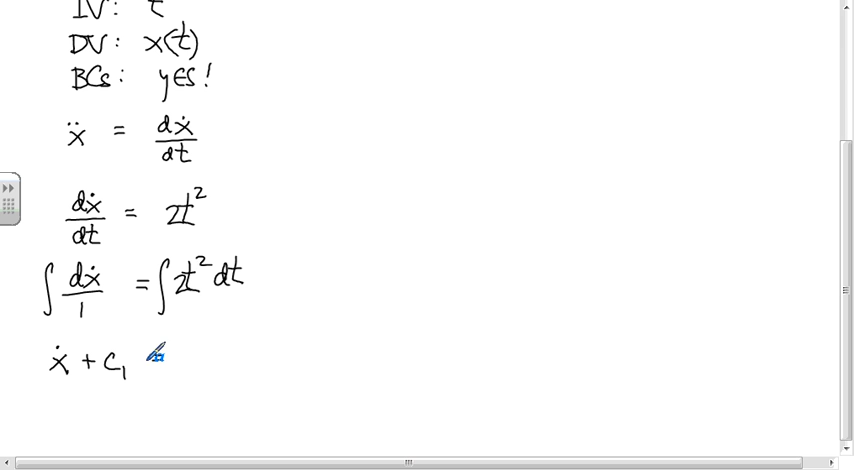 IV: t
DV: x(t)
BCs: yES!
ẍ = dẋ/dt
dẋ/dt = 2t²
∫ dẋ/1 = ∫ 2t² dt
ẋ + C₁